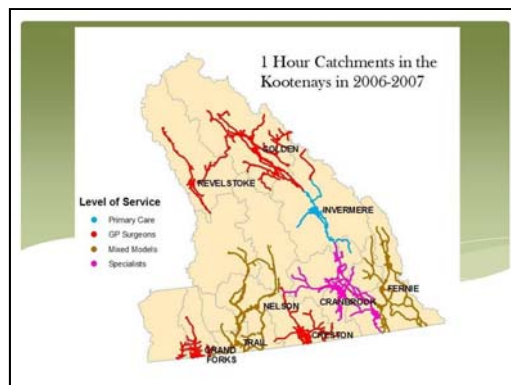 1 Hour Catchments in the
Kootenays in 2006-2007
GOLDEN
REVELSTOKE
Level of Service
Primary Care
GP Surgeons
Mixed Models
Specialists
INVERMERE
FERNIE
CRANBROOK
NELSON
CRESTON
TRAIL
GRAND
FORKS